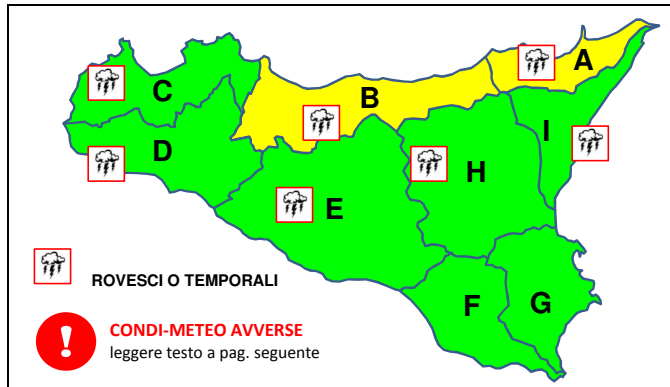 A
B
C
I
D
H
E
ROVESCI O TEMPORALI
F
G
CONDI-METEO AVVERSE
leggere testo a pag. seguente